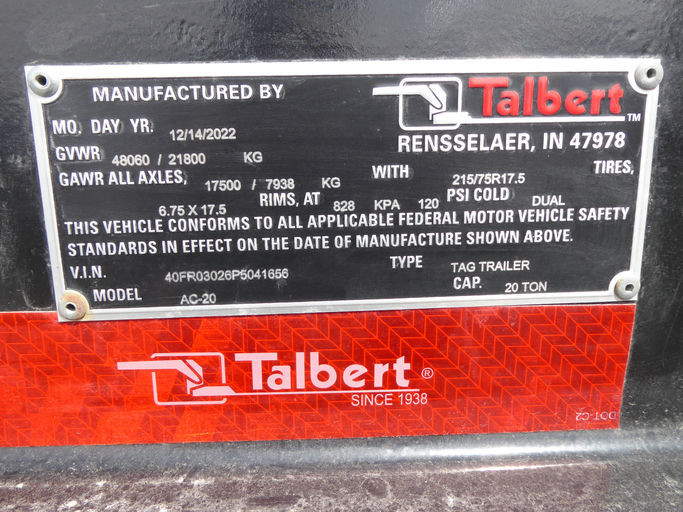 MANUFACTURED BY Talbert™
MO. DAY YR. 12/14/2022 RENSSELAER, IN 47978
GVWR 48060 / 21800 KG
GAWR ALL AXLES, 17500 / 7938 KG WITH 215/75R17.5 TIRES,
6.75 X 17.5 RIMS, AT 828 KPA 120 PSI COLD DUAL
THIS VEHICLE CONFORMS TO ALL APPLICABLE FEDERAL MOTOR VEHICLE SAFETY
STANDARDS IN EFFECT ON THE DATE OF MANUFACTURE SHOWN ABOVE.
V.I.N. 40FR03026P5041656 TYPE TAG TRAILER
MODEL AC-20 CAP. 20 TON
Talbert®
SINCE 1938
DOT-C2